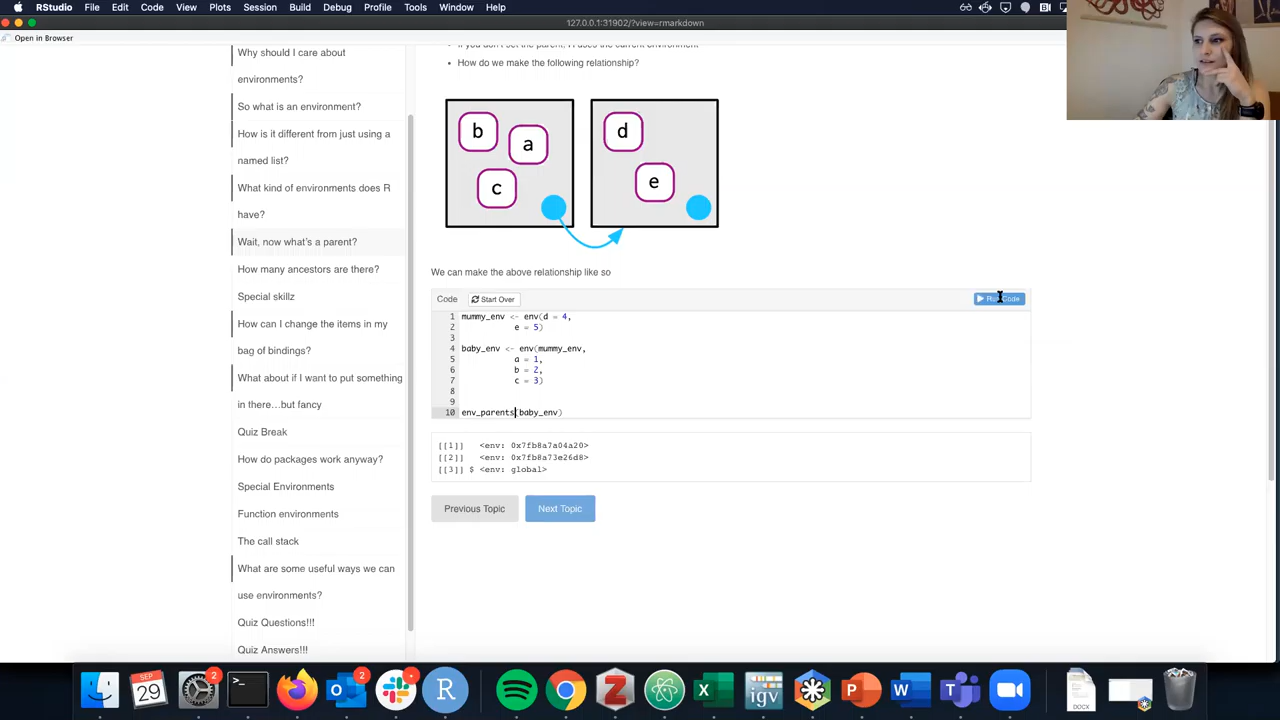 RStudio File Edit Code View Plots Session Build Debug Profile Tools Window Help
127.0.0.1:31902/?view=rmarkdown
Open in Browser
Why should I care about
environments?
So what is an environment?
How is it different from just using a
named list?
What kind of environments does R
have?
Wait, now what's a parent?
How many ancestors are there?
Special skillz
How can I change the items in my
bag of bindings?
What about if I want to put something
in there...but fancy
Quiz Break
How do packages work anyway?
Special Environments
Function environments
The call stack
What are some useful ways we can
use environments?
Quiz Questions!!!
Quiz Answers!!!
How do we make the following relationship?
b
a
c
d
e
We can make the above relationship like so
Code Start Over Run Code
1 mummy_env <- env(d = 4,
2 e = 5)
3
4 baby_env <- env(mummy_env,
5 a = 1,
6 b = 2,
7 c = 3)
8
9
10 env_parents(baby_env)
[[1]] <env: 0x7fb8a7a04a20>
[[2]] <env: 0x7fb8a73e26d8>
[[3]] $ <env: global>
Previous Topic Next Topic
SEP
29
2
>_
2
R
Z
X
igv
P
W
T
DOCX